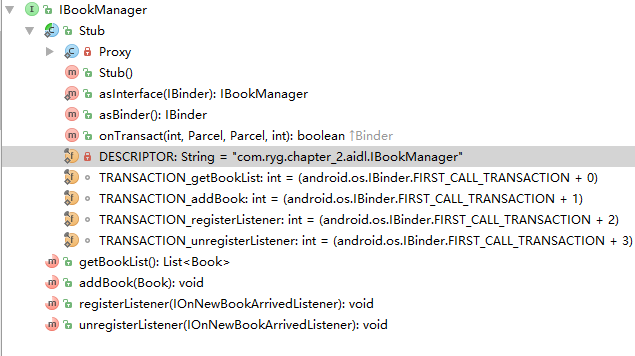 IBookManager
Stub
Proxy
Stub()
asInterface(IBinder): IBookManager
asBinder(): IBinder
onTransact(int, Parcel, Parcel, int): boolean ↑Binder
DESCRIPTOR: String = "com.ryg.chapter_2.aidl.IBookManager"
TRANSACTION_getBookList: int = (android.os.IBinder.FIRST_CALL_TRANSACTION + 0)
TRANSACTION_addBook: int = (android.os.IBinder.FIRST_CALL_TRANSACTION + 1)
TRANSACTION_registerListener: int = (android.os.IBinder.FIRST_CALL_TRANSACTION + 2)
TRANSACTION_unregisterListener: int = (android.os.IBinder.FIRST_CALL_TRANSACTION + 3)
getBookList(): List<Book>
addBook(Book): void
registerListener(IOnNewBookArrivedListener): void
unregisterListener(IOnNewBookArrivedListener): void